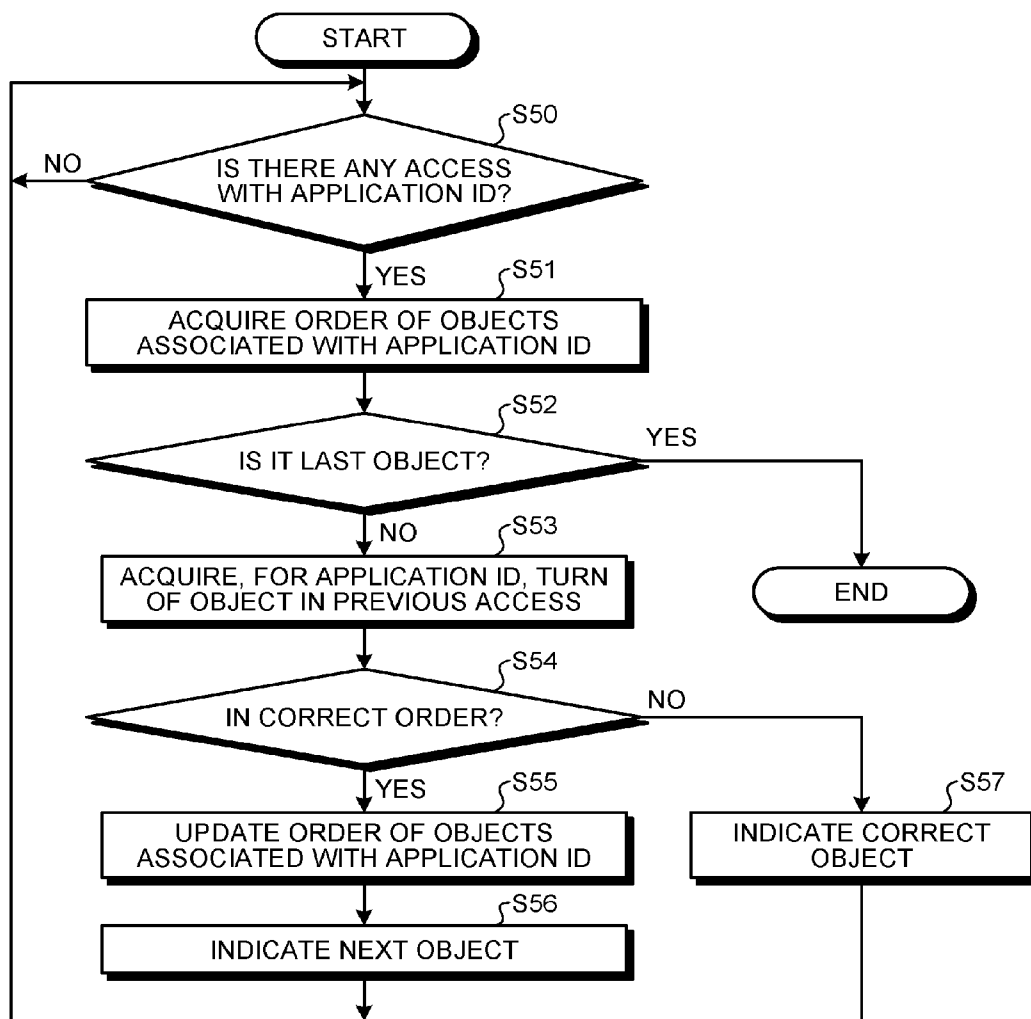 START
S50
NO
IS THERE ANY ACCESS
WITH APPLICATION ID?
YES
S51
ACQUIRE ORDER OF OBJECTS
ASSOCIATED WITH APPLICATION ID
S52
YES
IS IT LAST OBJECT?
NO
S53
ACQUIRE, FOR APPLICATION ID, TURN
OF OBJECT IN PREVIOUS ACCESS
END
S54
NO
IN CORRECT ORDER?
YES
S55
S57
UPDATE ORDER OF OBJECTS
ASSOCIATED WITH APPLICATION ID
INDICATE CORRECT
OBJECT
S56
INDICATE NEXT OBJECT